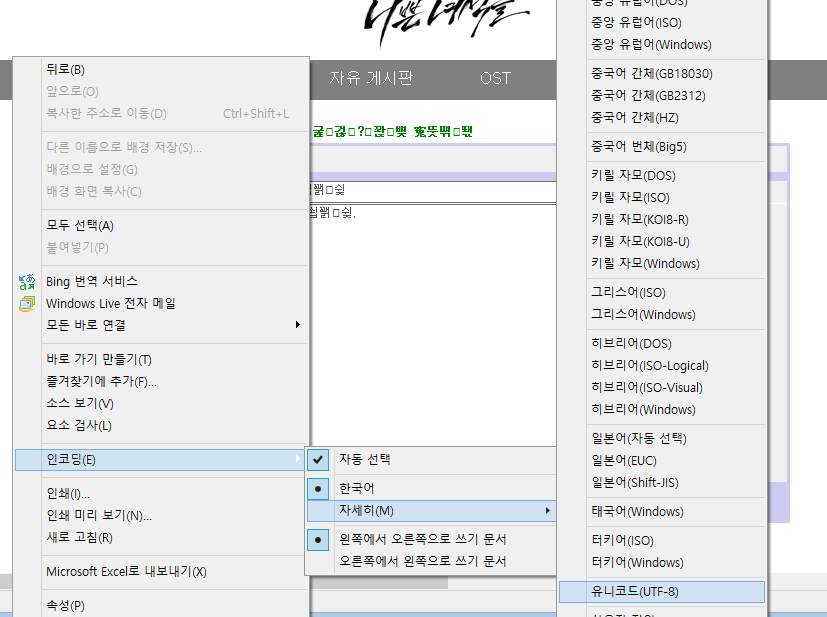 나쁜 녀석들
자유 게시판
OST
뒤로(B)
앞으로(O)
복사한 주소로 이동(D) Ctrl+Shift+L
다른 이름으로 배경 저장(S)...
배경으로 설정(G)
배경 화면 복사(C)
모두 선택(A)
붙여넣기(P)
Bing 번역 서비스
Windows Live 전자 메일
모든 바로 연결
바로 가기 만들기(T)
즐겨찾기에 추가(F)...
소스 보기(V)
요소 검사(L)
인코딩(E)
인쇄(I)...
인쇄 미리 보기(N)...
새로 고침(R)
Microsoft Excel로 내보내기(X)
속성(P)
자동 선택
한국어
자세히(M)
왼쪽에서 오른쪽으로 쓰기 문서
오른쪽에서 왼쪽으로 쓰기 문서
중앙 유럽어(DOS)
중앙 유럽어(ISO)
중앙 유럽어(Windows)
중국어 간체(GB18030)
중국어 간체(GB2312)
중국어 간체(HZ)
중국어 번체(Big5)
키릴 자모(DOS)
키릴 자모(ISO)
키릴 자모(KOI8-R)
키릴 자모(KOI8-U)
키릴 자모(Windows)
그리스어(ISO)
그리스어(Windows)
히브리어(DOS)
히브리어(ISO-Logical)
히브리어(ISO-Visual)
히브리어(Windows)
일본어(자동 선택)
일본어(EUC)
일본어(Shift-JIS)
태국어(Windows)
터키어(ISO)
터키어(Windows)
유니코드(UTF-8)